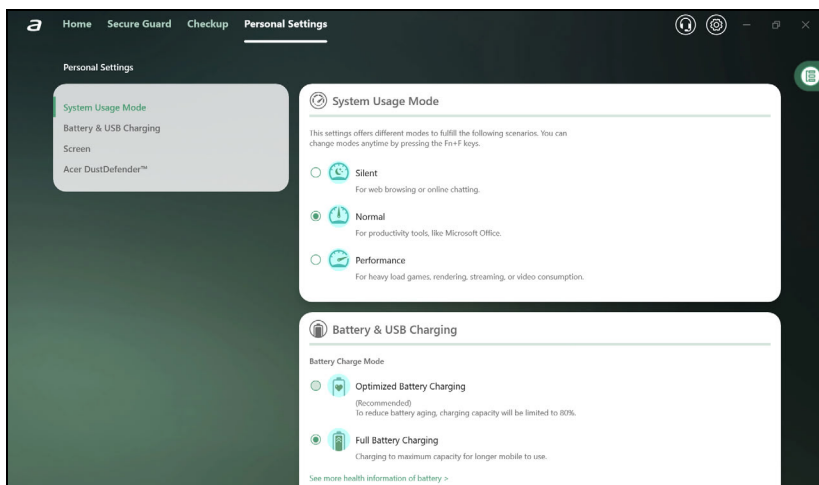 a Home Secure Guard Checkup Personal Settings
Personal Settings
System Usage Mode
Battery & USB Charging
Screen
Acer DustDefender™
System Usage Mode
This settings offers different modes to fulfill the following scenarios. You can
change modes anytime by pressing the Fn+F keys.
Silent
For web browsing or online chatting.
Normal
For productivity tools, like Microsoft Office.
Performance
For heavy load games, rendering, streaming, or video consumption.
Battery & USB Charging
Battery Charge Mode
Optimized Battery Charging
(Recommended)
To reduce battery aging, charging capacity will be limited to 80%.
Full Battery Charging
Charging to maximum capacity for longer mobile to use.
See more health information of battery >